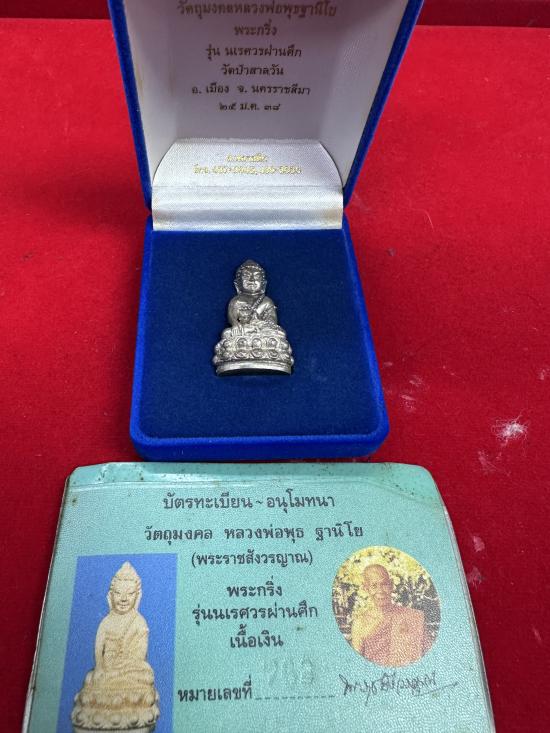 วัตถุมงคลหลวงพ่อพุธฐานิโย
พระกริ่ง
รุ่น นเรศวรผ่านศึก
วัดป่าสาลวัน
อ. เมือง จ. นครราชสีมา
๒๕ ม.ค. ๓๘
บัตรทะเบียน ~ อนุโมทนา
วัตถุมงคล หลวงพ่อพุธ ฐานิโย
(พระราชสังวรญาณ)
พระกริ่ง
รุ่นนเรศวรผ่านศึก
เนื้อเงิน
หมายเลขที่